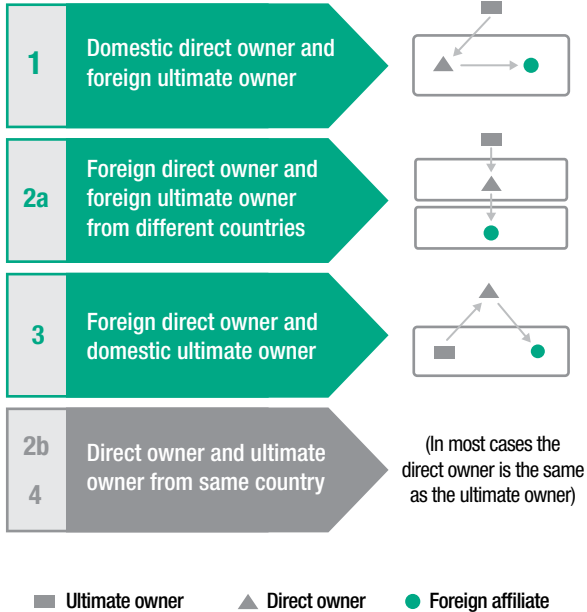 1
Domestic direct owner and
foreign ultimate owner
2a
Foreign direct owner and
foreign ultimate owner
from different countries
3
Foreign direct owner and
domestic ultimate owner
2b
4
Direct owner and ultimate
owner from same country
(In most cases the
direct owner is the same
as the ultimate owner)
Ultimate owner
Direct owner
Foreign affiliate